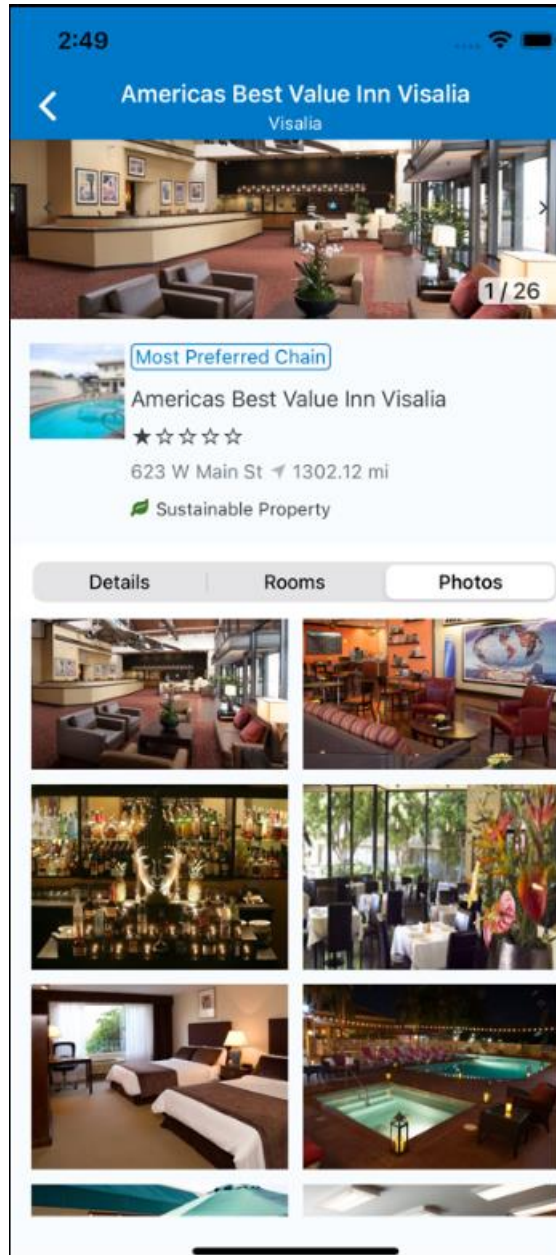 2:49
Americas Best Value Inn Visalia
Visalia
1 / 26
Most Preferred Chain
Americas Best Value Inn Visalia
623 W Main St 1302.12 mi
Sustainable Property
Details Rooms Photos